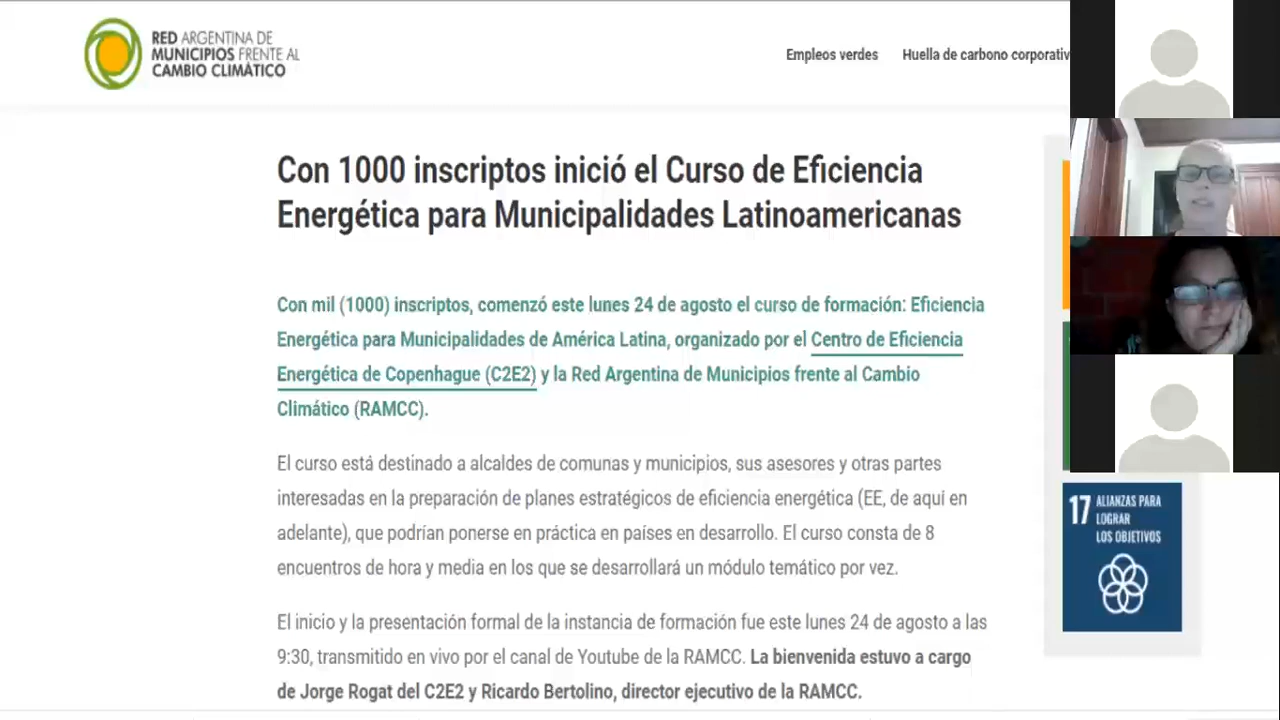 RED ARGENTINA DE
MUNICIPIOS FRENTE AL
CAMBIO CLIMÁTICO
Empleos verdes
Huella de carbono corporativ
Con 1000 inscriptos inició el Curso de Eficiencia
Energética para Municipalidades Latinoamericanas
Con mil (1000) inscriptos, comenzó este lunes 24 de agosto el curso de formación: Eficiencia
Energética para Municipalidades de América Latina, organizado por el Centro de Eficiencia
Energética de Copenhague (C2E2) y la Red Argentina de Municipios frente al Cambio
Climático (RAMCC).
El curso está destinado a alcaldes de comunas y municipios, sus asesores y otras partes
interesadas en la preparación de planes estratégicos de eficiencia energética (EE, de aquí en
adelante), que pocrían ponerse en práctica en países en desarrollo. El curso consta de 8
encuentros de hora y media en los que se desarrollará un módulo temático por vez.
El inicio y la presentación formal de la instancia de formación fue este lunes 24 de agosto a las
9:30, transmitido en vivo por el canal de Youtube de la RAMCC. La bienvenida estuvo a cargo
de Jorge Rogat del C2E2 y Ricardo Bertolino, director ejecutivo de la RAMCC.
17 ALIANZAS PARA
LOGRAR
LOS OBJETIVOS